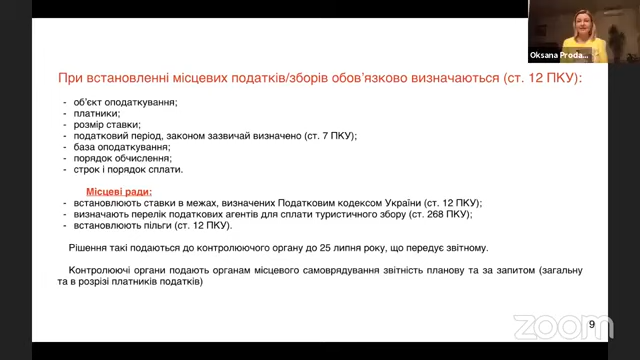 Oksana Proda...
При встановленні місцевих податків/зборів обов'язково визначаються (ст. 12 ПКУ):
- об'єкт оподаткування;
- платники;
- розмір ставки;
- податковий період, законом зазвичай визначено (ст. 7 ПКУ);
- база оподаткування;
- порядок обчислення;
- строк і порядок сплати.
Місцеві ради:
- встановлюють ставки в межах, визначених Податковим кодексом України (ст. 12 ПКУ);
- визначають перелік податкових агентів для сплати туристичного збору (ст. 268 ПКУ);
- встановлюють пільги (ст. 12 ПКУ).
Рішення такі подаються до контролюючого органу до 25 липня року, що передує звітному.
Контролюючі органи подають органам місцевого самоврядування звітність планову та за запитом (загальну
та в розрізі платників податків)
9
zoom